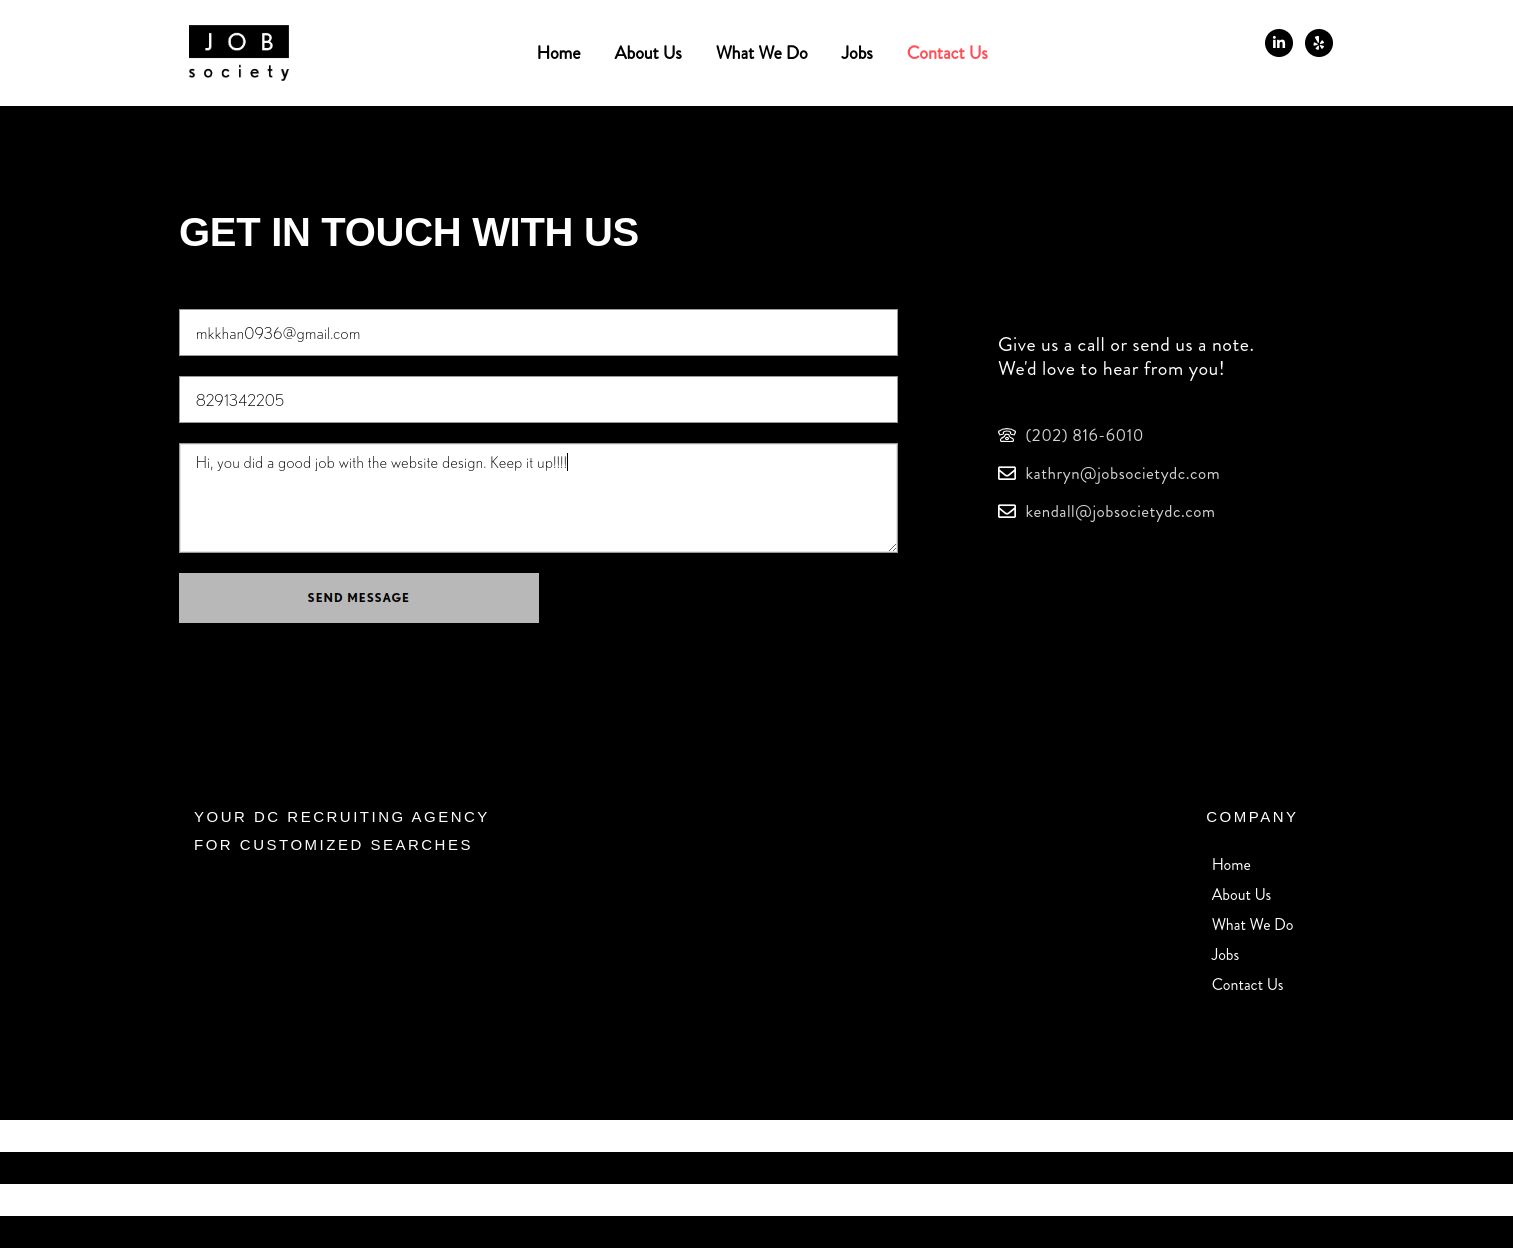 JOB
society
Home
About Us
What We Do
Jobs
Contact Us
GET IN TOUCH WITH US
mkkhan0936@gmail.com
8291342205
Hi, you did a good job with the website design. Keep it up!!!!
SEND MESSAGE
Give us a call or send us a note.
We'd love to hear from you!
(202) 816-6010
kathryn@jobsocietydc.com
kendall@jobsocietydc.com
YOUR DC RECRUITING AGENCY
FOR CUSTOMIZED SEARCHES
COMPANY
Home
About Us
What We Do
Jobs
Contact Us